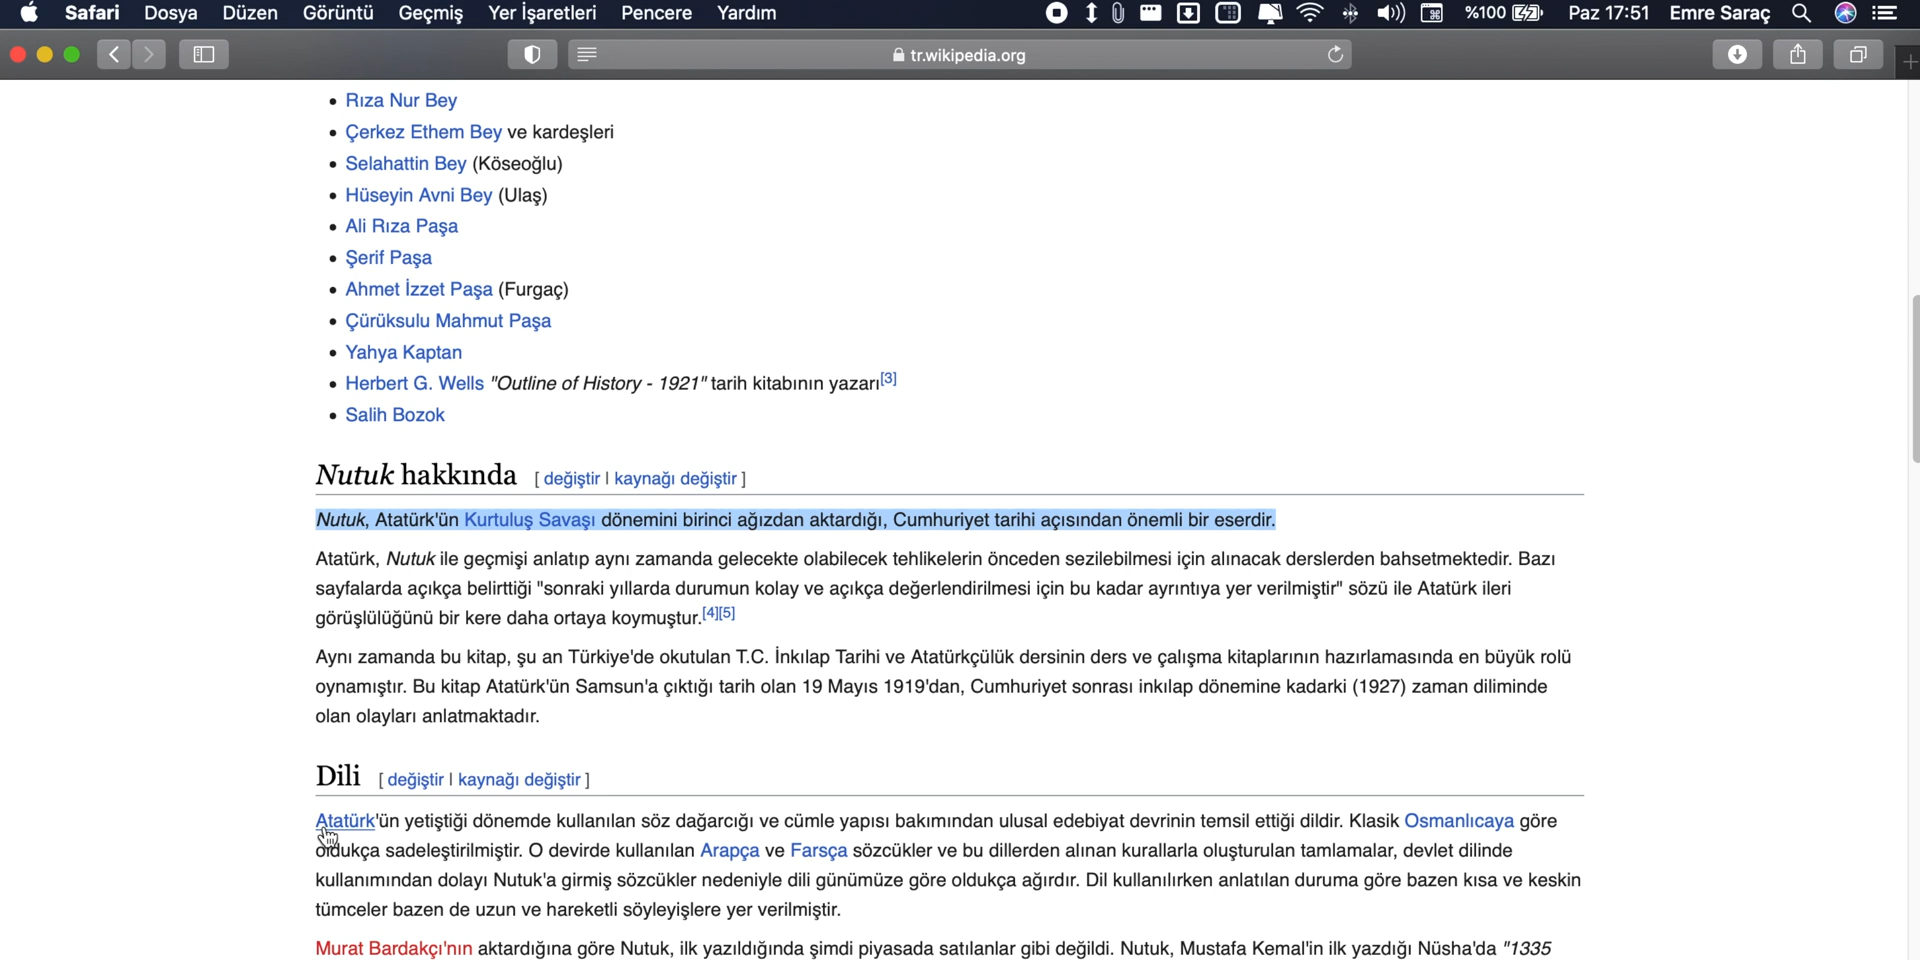 Safari Dosya Düzen Görüntü Geçmiş Yer İşaretleri Pencere Yardım %100 Paz 17:51 Emre Saraç
tr.wikipedia.org
• Rıza Nur Bey
• Çerkez Ethem Bey ve kardeşleri
• Selahattin Bey (Köseoğlu)
• Hüseyin Avni Bey (Ulaş)
• Ali Rıza Paşa
• Şerif Paşa
• Ahmet İzzet Paşa (Furgaç)
• Çürüksulu Mahmut Paşa
• Yahya Kaptan
• Herbert G. Wells "Outline of History - 1921" tarih kitabının yazarı[3]
• Salih Bozok
Nutuk hakkında [ değiştir | kaynağı değiştir ]
Nutuk, Atatürk'ün Kurtuluş Savaşı dönemini birinci ağızdan aktardığı, Cumhuriyet tarihi açısından önemli bir eserdir.
Atatürk, Nutuk ile geçmişi anlatıp aynı zamanda gelecekte olabilecek tehlikelerin önceden sezilebilmesi için alınacak derslerden bahsetmektedir. Bazı
sayfalarda açıkça belirttiği "sonraki yıllarda durumun kolay ve açıkça değerlendirilmesi için bu kadar ayrıntıya yer verilmiştir" sözü ile Atatürk ileri
görüşlülüğünü bir kere daha ortaya koymuştur.[4][5]
Aynı zamanda bu kitap, şu an Türkiye'de okutulan T.C. İnkılap Tarihi ve Atatürkçülük dersinin ders ve çalışma kitaplarının hazırlamasında en büyük rolü
oynamıştır. Bu kitap Atatürk'ün Samsun'a çıktığı tarih olan 19 Mayıs 1919'dan, Cumhuriyet sonrası inkılap dönemine kadarki (1927) zaman diliminde
olan olayları anlatmaktadır.
Dili [ değiştir | kaynağı değiştir ]
Atatürk'ün yetiştiği dönemde kullanılan söz dağarcığı ve cümle yapısı bakımından ulusal edebiyat devrinin temsil ettiği dildir. Klasik Osmanlıcaya göre
oldukça sadeleştirilmiştir. O devirde kullanılan Arapça ve Farsça sözcükler ve bu dillerden alınan kurallarla oluşturulan tamlamalar, devlet dilinde
kullanımından dolayı Nutuk'a girmiş sözcükler nedeniyle dili günümüze göre oldukça ağırdır. Dil kullanılırken anlatılan duruma göre bazen kısa ve keskin
tümceler bazen de uzun ve hareketli söyleyişlere yer verilmiştir.
Murat Bardakçı'nın aktardığına göre Nutuk, ilk yazıldığında şimdi piyasada satılanlar gibi değildi. Nutuk, Mustafa Kemal'in ilk yazdığı Nüsha'da "1335